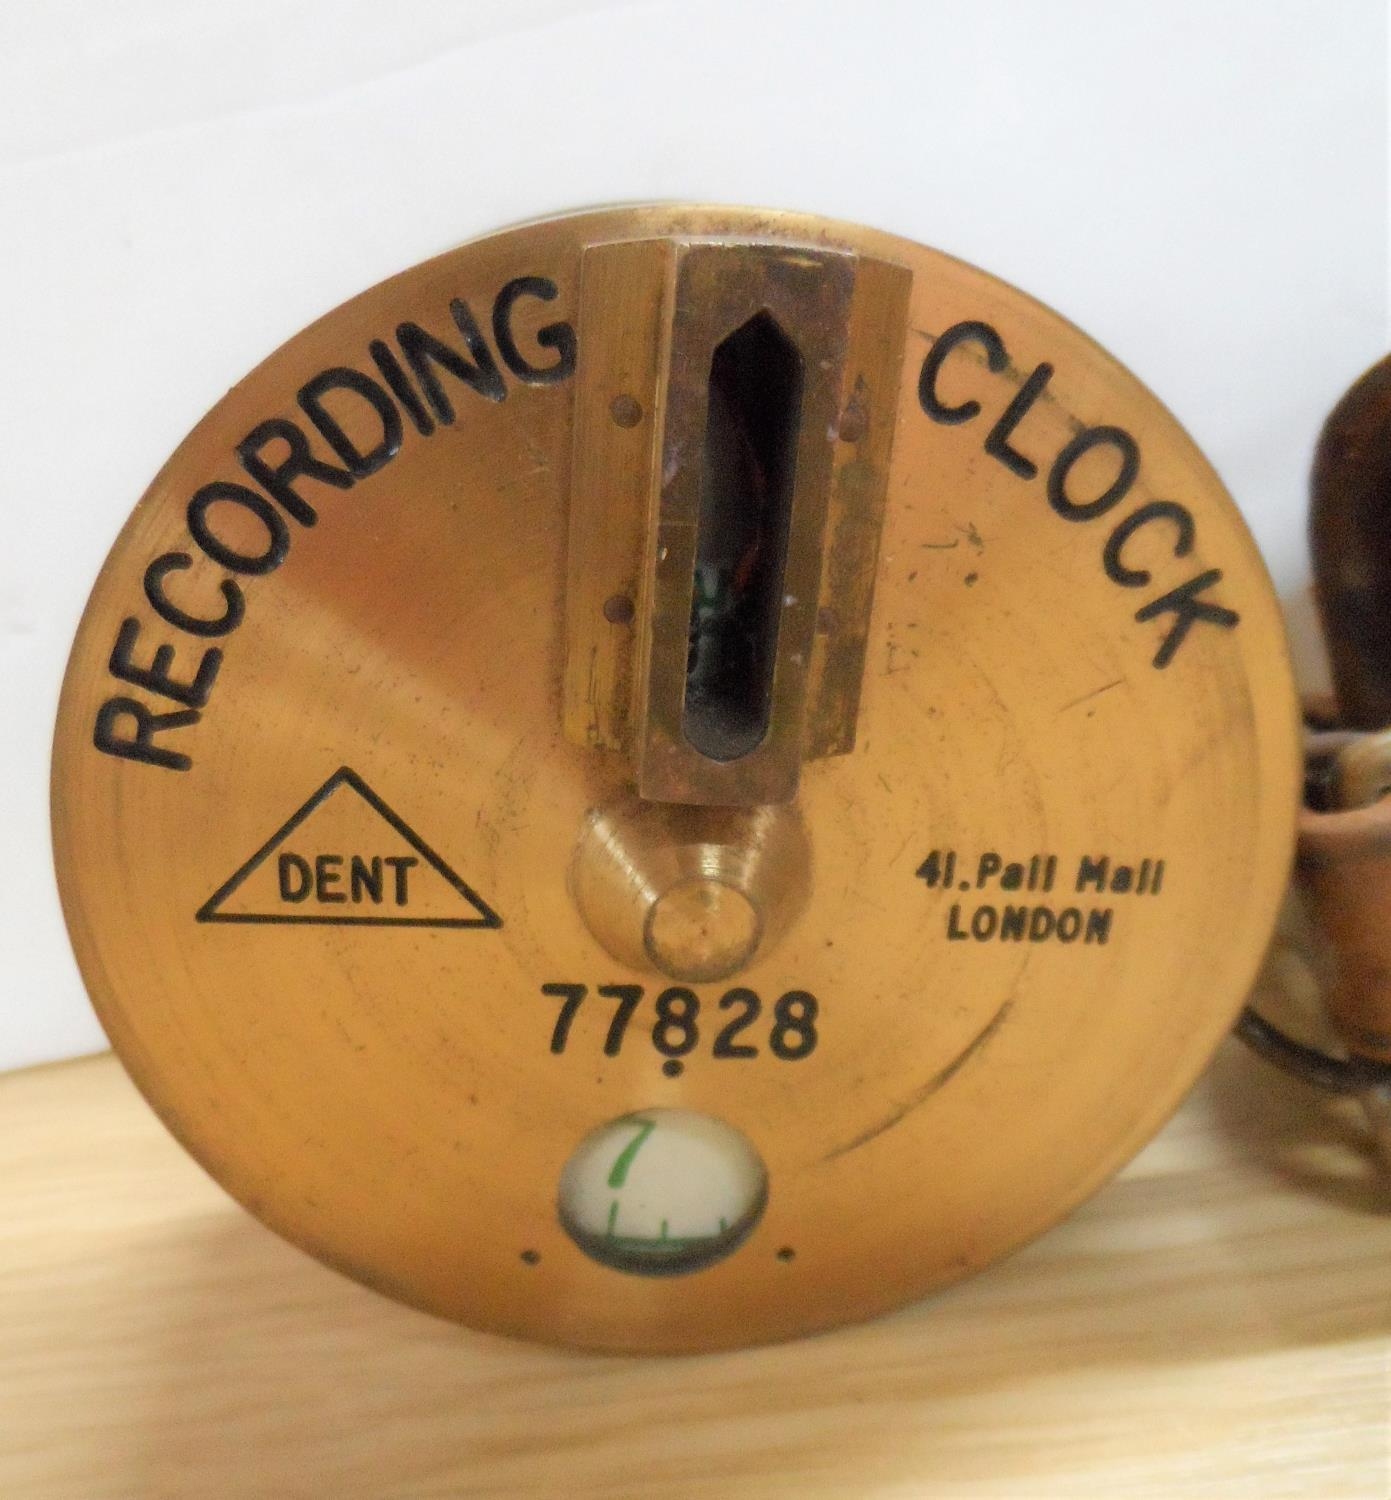 RECORDING CLOCK
DENT
41. Pall Mall
LONDON
77828
7